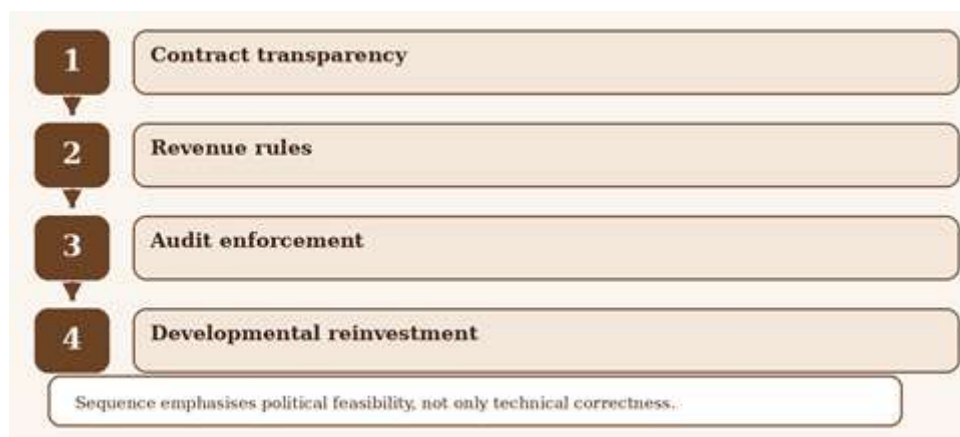 1 Contract transparency
2 Revenue rules
3 Audit enforcement
4 Developmental reinvestment
Sequence emphasises political feasibility, not only technical correctness.